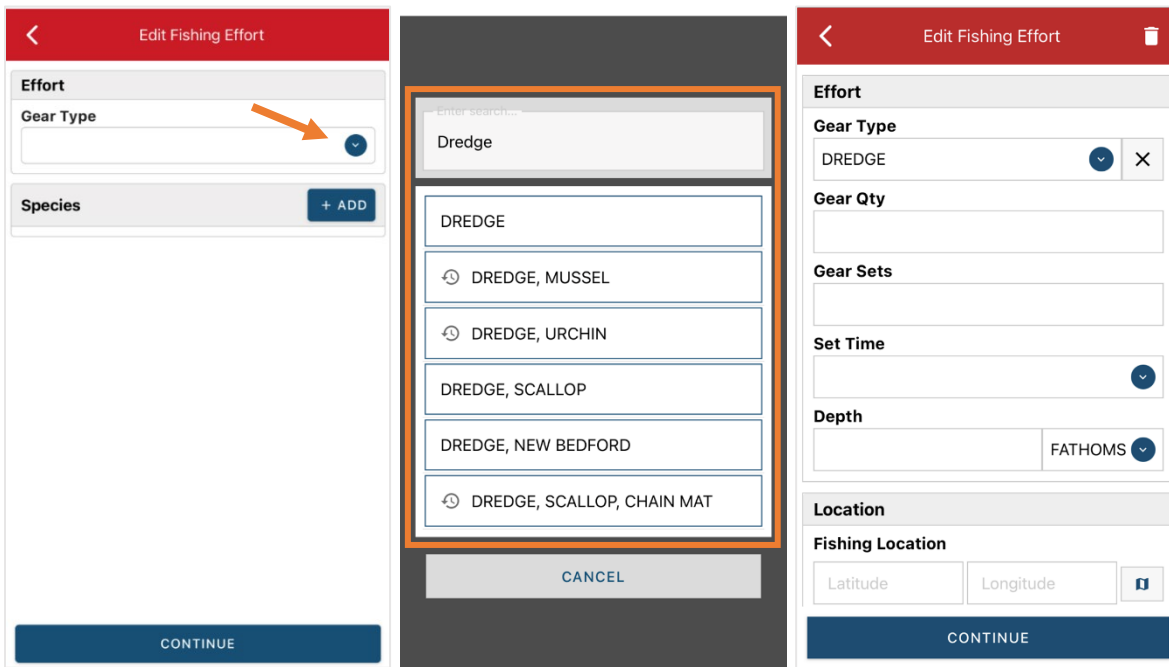 Edit Fishing Effort
Effort
Gear Type
Species
+ ADD
CONTINUE
Enter search...
Dredge
DREDGE
DREDGE, MUSSEL
DREDGE, URCHIN
DREDGE, SCALLOP
DREDGE, NEW BEDFORD
DREDGE, SCALLOP, CHAIN MAT
CANCEL
Edit Fishing Effort
Effort
Gear Type
DREDGE
Gear Qty
Gear Sets
Set Time
Depth
FATHOMS
Location
Fishing Location
Latitude
Longitude
CONTINUE